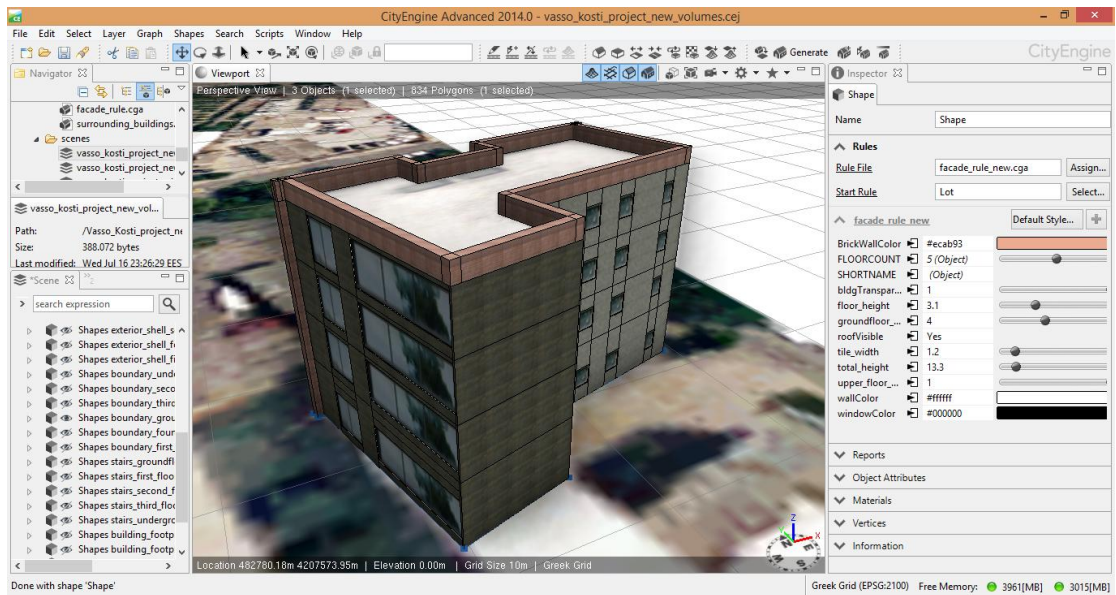 CityEngine Advanced 2014.0 - vasso_kosti_project_new_volumes.cej
File Edit Select Layer Graph Shapes Search Scripts Window Help
Generate
CityEngine
Navigator
facade_rule.cga
surrounding_buildings.
scenes
vasso_kosti_project_ne
vasso_kosti_project_ne
vasso_kosti_project_new_vol...
Path: /Vasso_Kosti_project_ne
Size: 388.072 bytes
Last modified: Wed Jul 16 23:26:29 EES
*Scene
search expression
Shapes exterior_shell_s
Shapes exterior_shell_f
Shapes exterior_shell_fi
Shapes boundary_unde
Shapes boundary_seco
Shapes boundary_third
Shapes boundary_grou
Shapes boundary_four
Shapes boundary_first_
Shapes stairs_groundfl
Shapes stairs_first_floo
Shapes stairs_second_f
Shapes stairs_third_floo
Shapes stairs_undergro
Shapes building_footp
Shapes building_footp
Viewport
Perspective View | 3 Objects (1 selected) | 834 Polygons (1 selected)
Z
X
Location 482760.18m 4207573.95m | Elevation 0.00m | Grid Size 10m | Greek Grid
Inspector
Shape
Name Shape
Rules
Rule File facade_rule_new.cga Assign...
Start Rule Lot Select...
facade_rule_new Default Style...
BrickWallColor #ecab93
FLOORCOUNT 5 (Object)
SHORTNAME (Object)
bldgTranspar... 1
floor_height 3.1
groundfloor_... 4
roofVisible Yes
tile_width 1.2
total_height 13.3
upper_floor_... 1
wallColor #ffffff
windowColor #000000
Reports
Object Attributes
Materials
Vertices
Information
Done with shape 'Shape'
Greek Grid (EPSG:2100) Free Memory: 3961[MB] 3015[MB]